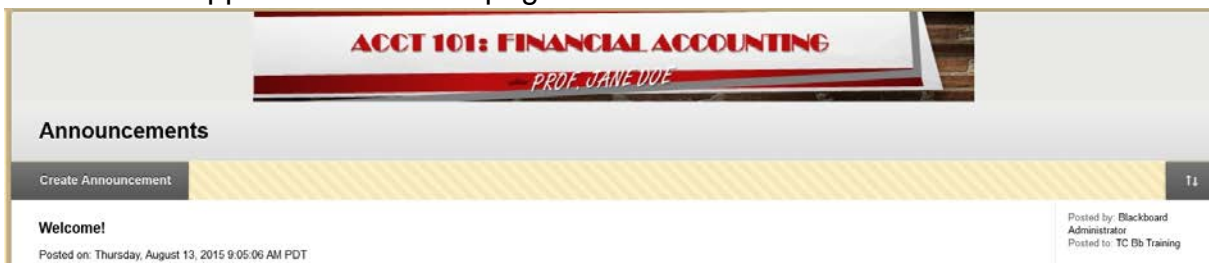 ACCT 101: FINANCIAL ACCOUNTING
PROF. JANE DOE
Announcements
Create Announcement
Welcome!
Posted on: Thursday, August 13, 2015 9:05:06 AM PDT
Posted by: Blackboard
Administrator
Posted to: TC Bb Training